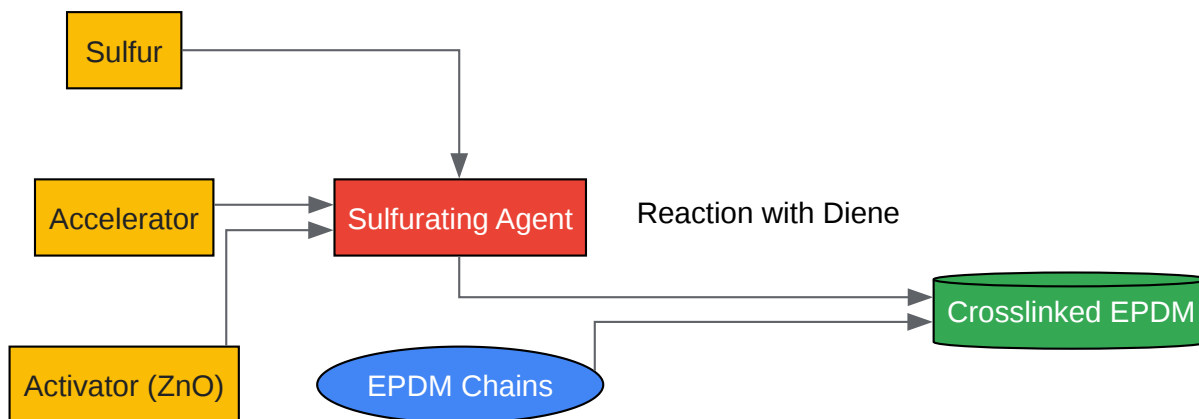 Sulfur
Accelerator
Sulfurating Agent
Reaction with Diene
Crosslinked EPDM
Activator (ZnO)
EPDM Chains